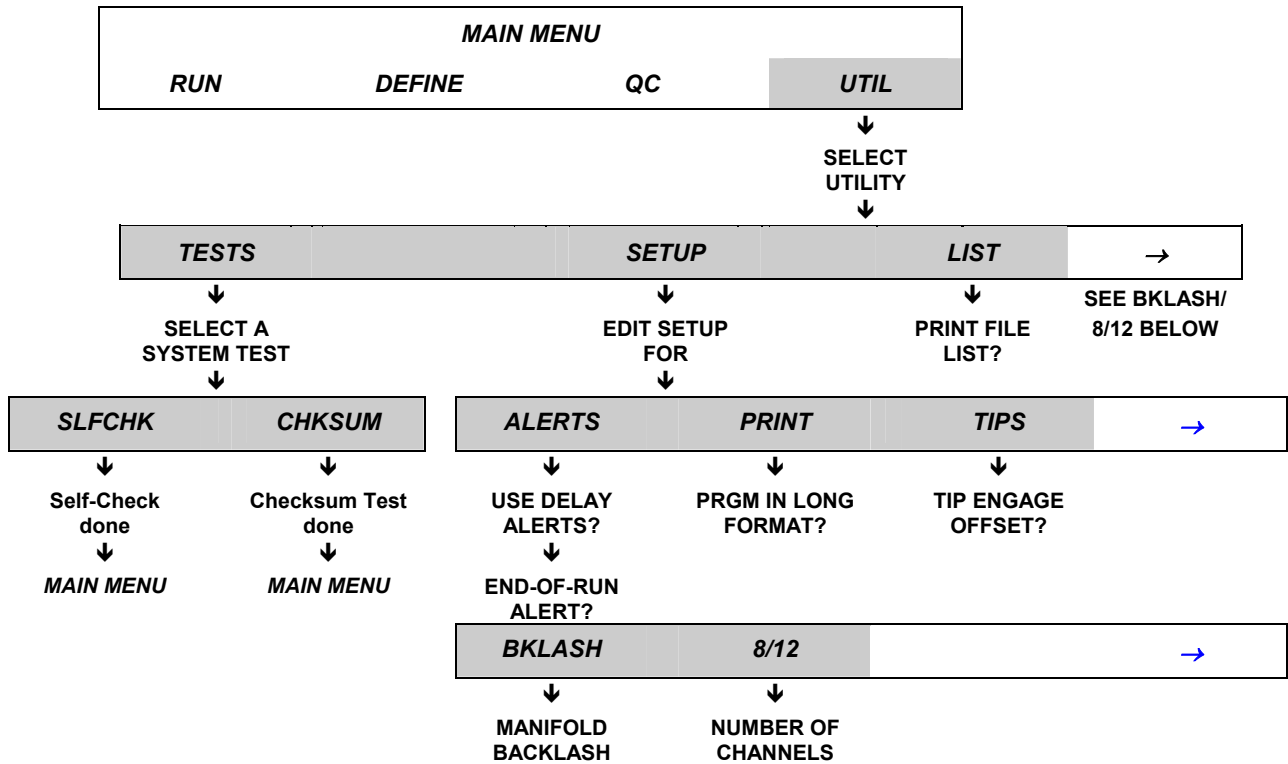 MAIN MENU
RUN DEFINE QC UTIL
SELECT
UTILITY
TESTS SETUP LIST →
SELECT A
SYSTEM TEST
EDIT SETUP
FOR
PRINT FILE
LIST?
SEE BKLASH/
8/12 BELOW
SLFCHK CHKSUM ALERTS PRINT TIPS →
Self-Check
done
MAIN MENU
Checksum Test
done
MAIN MENU
USE DELAY
ALERTS?
END-OF-RUN
ALERT?
PRGM IN LONG
FORMAT?
TIP ENGAGE
OFFSET?
BKLASH 8/12 →
MANIFOLD
BACKLASH
NUMBER OF
CHANNELS